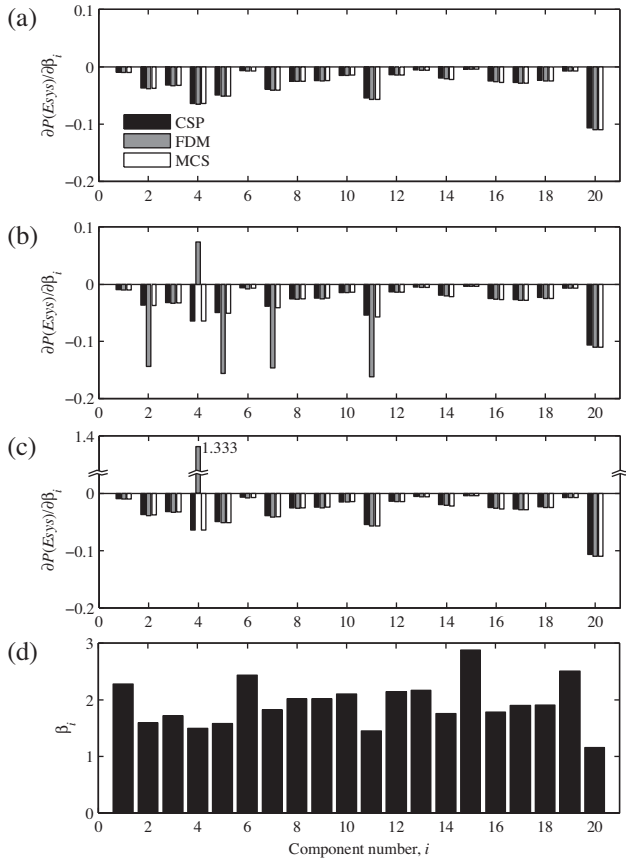 (a)
0.1
0
−0.1
−0.2
∂P(Esys)/∂βi
CSP
FDM
MCS
0 2 4 6 8 10 12 14 16 18 20
(b)
0.1
0
−0.1
−0.2
∂P(Esys)/∂βi
0 2 4 6 8 10 12 14 16 18 20
(c)
1.4
1.333
0
−0.1
−0.2
∂P(Esys)/∂βi
0 2 4 6 8 10 12 14 16 18 20
(d)
3
2
1
0
βi
0 2 4 6 8 10 12 14 16 18 20
Component number, i